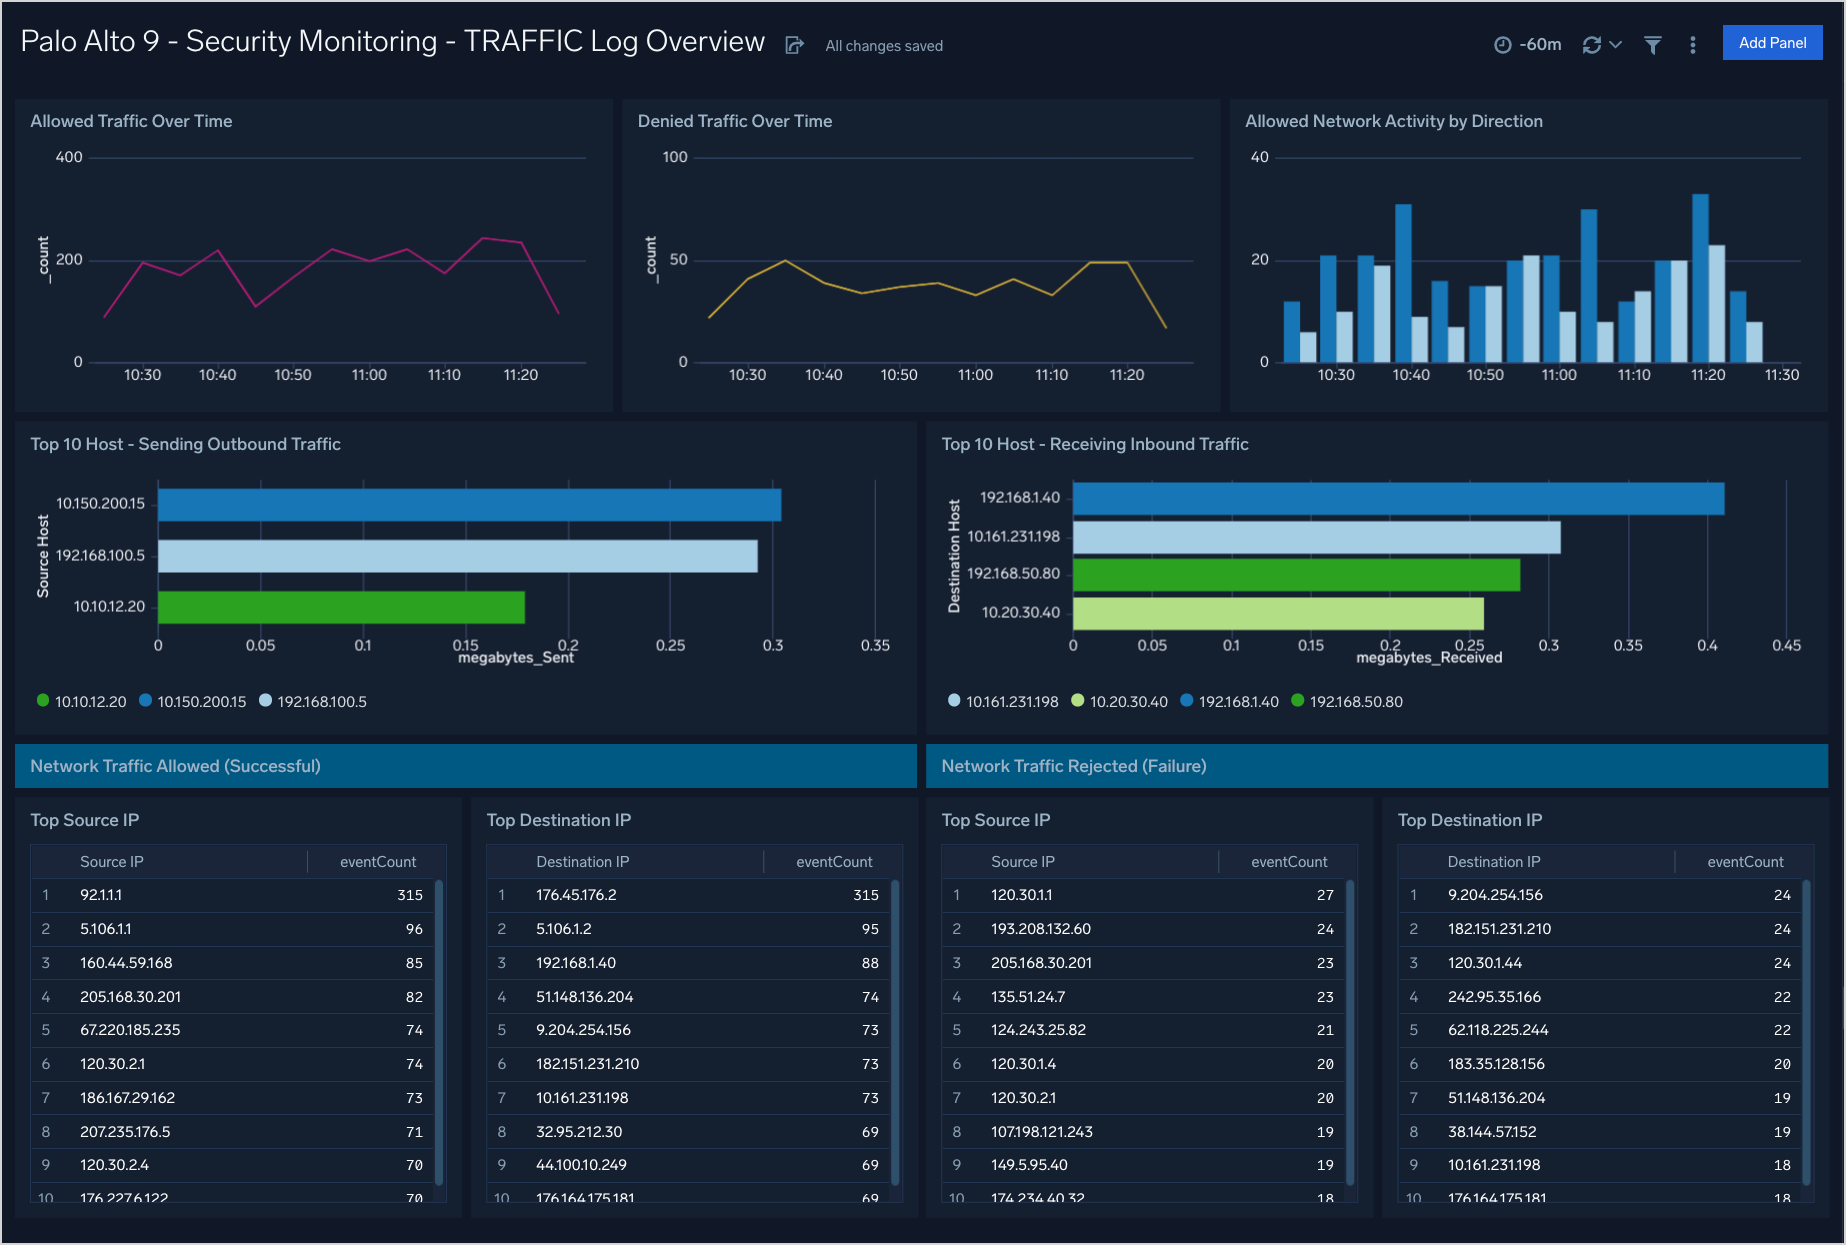 Palo Alto 9 - Security Monitoring - TRAFFIC Log Overview
All changes saved
-60m
Add Panel
Allowed Traffic Over Time
400
200
0
_count
10:30 10:40 10:50 11:00 11:10 11:20
Denied Traffic Over Time
100
50
0
_count
10:30 10:40 10:50 11:00 11:10 11:20
Allowed Network Activity by Direction
40
20
0
10:30 10:40 10:50 11:00 11:10 11:20 11:30
Top 10 Host - Sending Outbound Traffic
Source Host
10.150.200.15
192.168.100.5
10.10.12.20
0 0.05 0.1 0.15 0.2 0.25 0.3 0.35
megabytes_Sent
10.10.12.20 10.150.200.15 192.168.100.5
Top 10 Host - Receiving Inbound Traffic
Destination Host
192.168.1.40
10.161.231.198
192.168.50.80
10.20.30.40
0 0.05 0.1 0.15 0.2 0.25 0.3 0.35 0.4 0.45
megabytes_Received
10.161.231.198 10.20.30.40 192.168.1.40 192.168.50.80
Network Traffic Allowed (Successful)
Top Source IP
Source IP eventCount
1 92.1.1.1 315
2 5.106.1.1 96
3 160.44.59.168 85
4 205.168.30.201 82
5 67.220.185.235 74
6 120.30.2.1 74
7 186.167.29.162 73
8 207.235.176.5 71
9 120.30.2.4 70
10 176.227.6.122 70
Top Destination IP
Destination IP eventCount
1 176.45.176.2 315
2 5.106.1.2 95
3 192.168.1.40 88
4 51.148.136.204 74
5 9.204.254.156 73
6 182.151.231.210 73
7 10.161.231.198 73
8 32.95.212.30 69
9 44.100.10.249 69
10 176.164.175.181 69
Network Traffic Rejected (Failure)
Top Source IP
Source IP eventCount
1 120.30.1.1 27
2 193.208.132.60 24
3 205.168.30.201 23
4 135.51.24.7 23
5 124.243.25.82 21
6 120.30.1.4 20
7 120.30.2.1 20
8 107.198.121.243 19
9 149.5.95.40 19
10 174.234.40.32 18
Top Destination IP
Destination IP eventCount
1 9.204.254.156 24
2 182.151.231.210 24
3 120.30.1.44 24
4 242.95.35.166 22
5 62.118.225.244 22
6 183.35.128.156 20
7 51.148.136.204 19
8 38.144.57.152 19
9 10.161.231.198 18
10 176.164.175.181 18